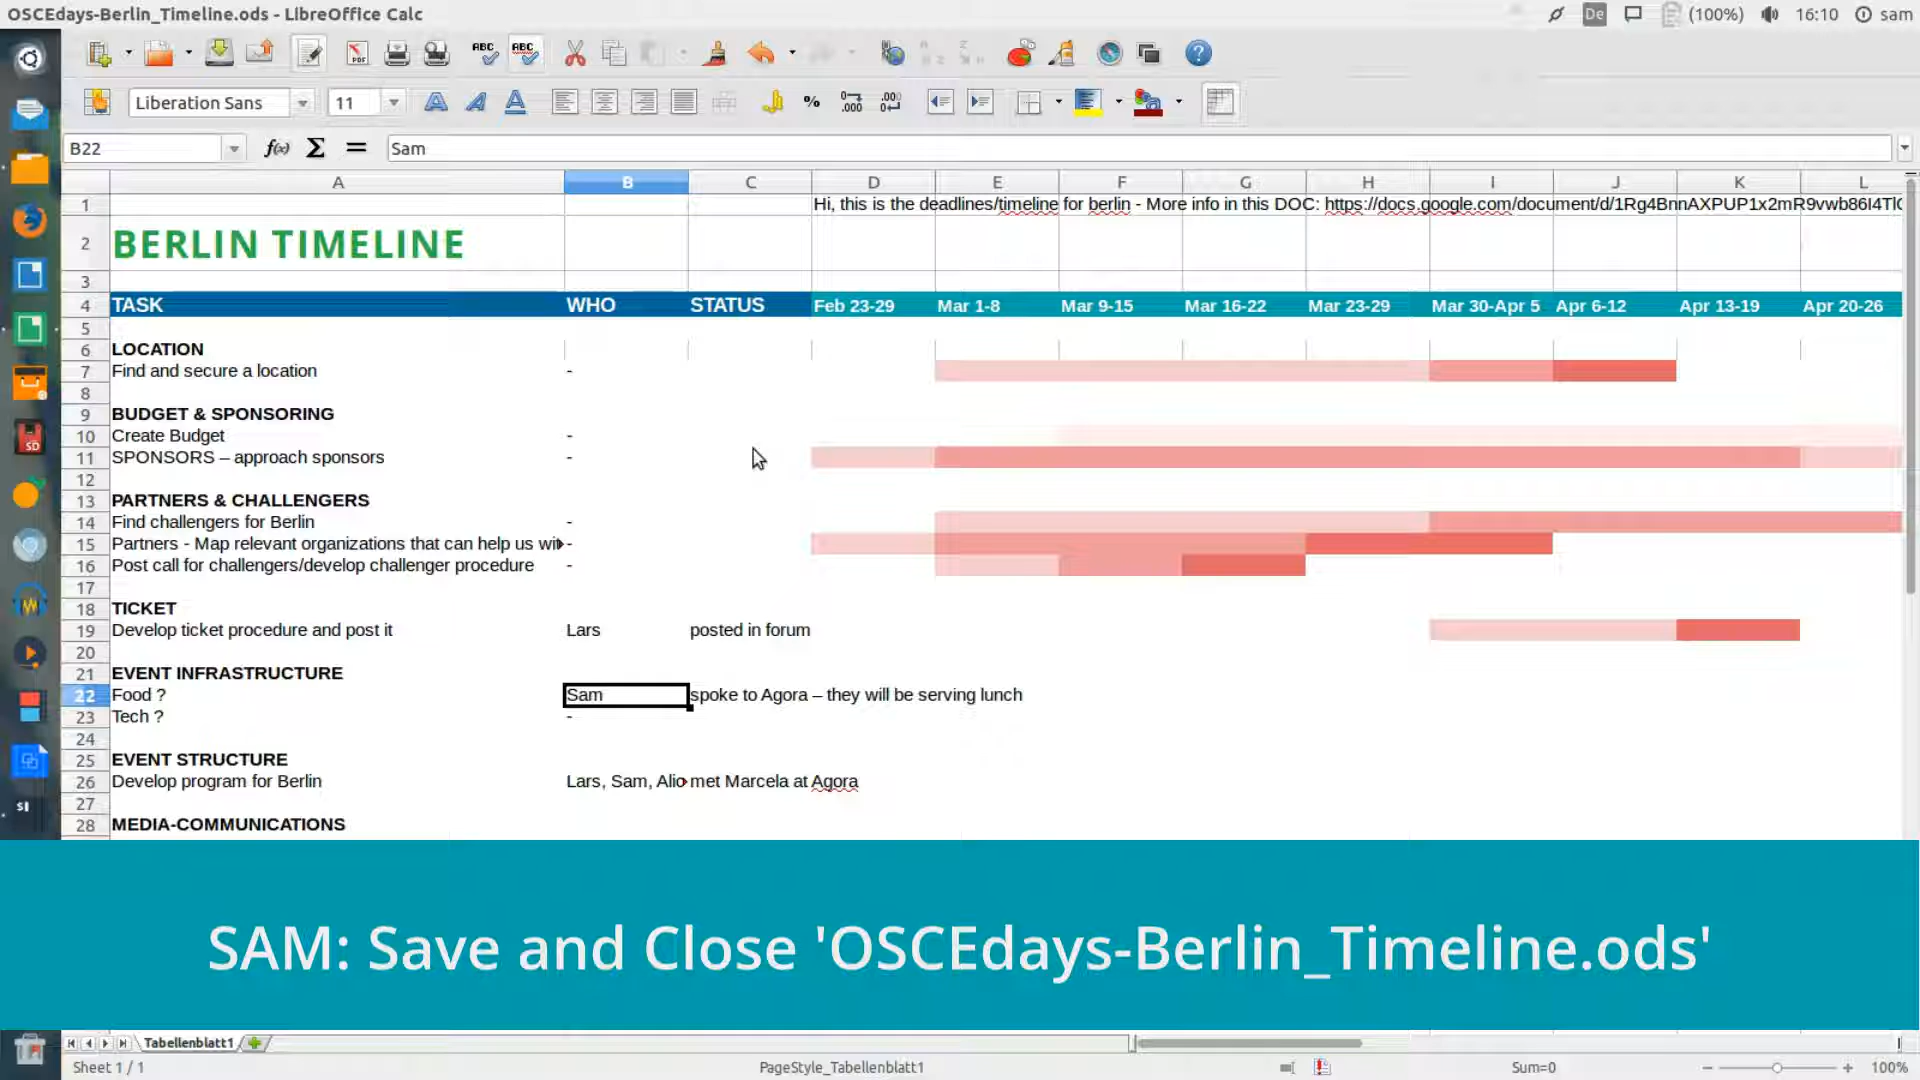 OSCEdays-Berlin_Timeline.ods - LibreOffice Calc
De
(100%)
16:10
sam
PDF
ABC
ABC
Liberation Sans
11
%
B22
f(x) Σ =
Sam
A B C D E F G H I J K L
1 Hi, this is the deadlines/timeline for berlin - More info in this DOC:
2 BERLIN TIMELINE
3
4 TASK WHO STATUS Feb 23-29 Mar 1-8 Mar 9-15 Mar 16-22 Mar 23-29 Mar 30-Apr 5 Apr 6-12 Apr 13-19 Apr 20-26
5
6 LOCATION
7 Find and secure a location -
8
9 BUDGET & SPONSORING
10 Create Budget -
11 SPONSORS – approach sponsors -
12
13 PARTNERS & CHALLENGERS
14 Find challengers for Berlin -
15 Partners - Map relevant organizations that can help us wit -
16 Post call for challengers/develop challenger procedure -
17
18 TICKET
19 Develop ticket procedure and post it Lars posted in forum
20
21 EVENT INFRASTRUCTURE
22 Food ? Sam spoke to Agora – they will be serving lunch
23 Tech ? -
24
25 EVENT STRUCTURE
26 Develop program for Berlin Lars, Sam, Alic met Marcela at Agora
27
28 MEDIA-COMMUNICATIONS
SAM: Save and Close 'OSCEdays-Berlin_Timeline.ods'
Tabellenblatt1
Sheet 1 / 1
PageStyle_Tabellenblatt1
Sum=0
100%